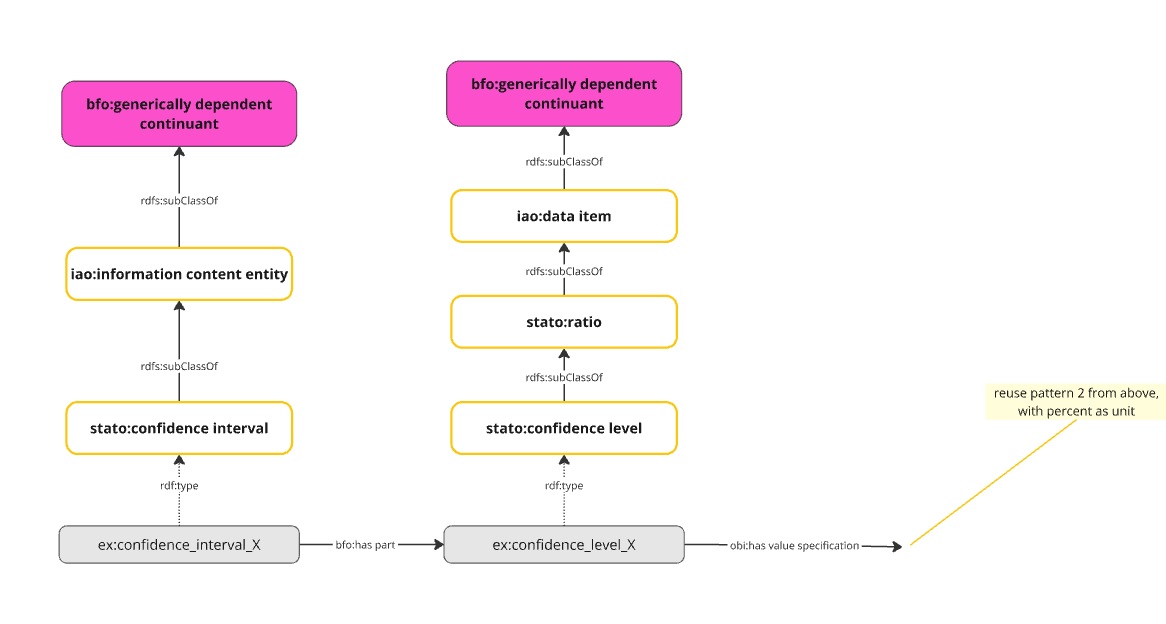 bfo:generically dependent
continuant
rdfs:subClassOf
iao:information content entity
rdfs:subClassOf
stato:confidence interval
rdf:type
ex:confidence_interval_X
bfo:has part
bfo:generically dependent
continuant
rdfs:subClassOf
iao:data item
rdfs:subClassOf
stato:ratio
rdfs:subClassOf
stato:confidence level
rdf:type
ex:confidence_level_X
obi:has value specification
reuse pattern 2 from above,
with percent as unit